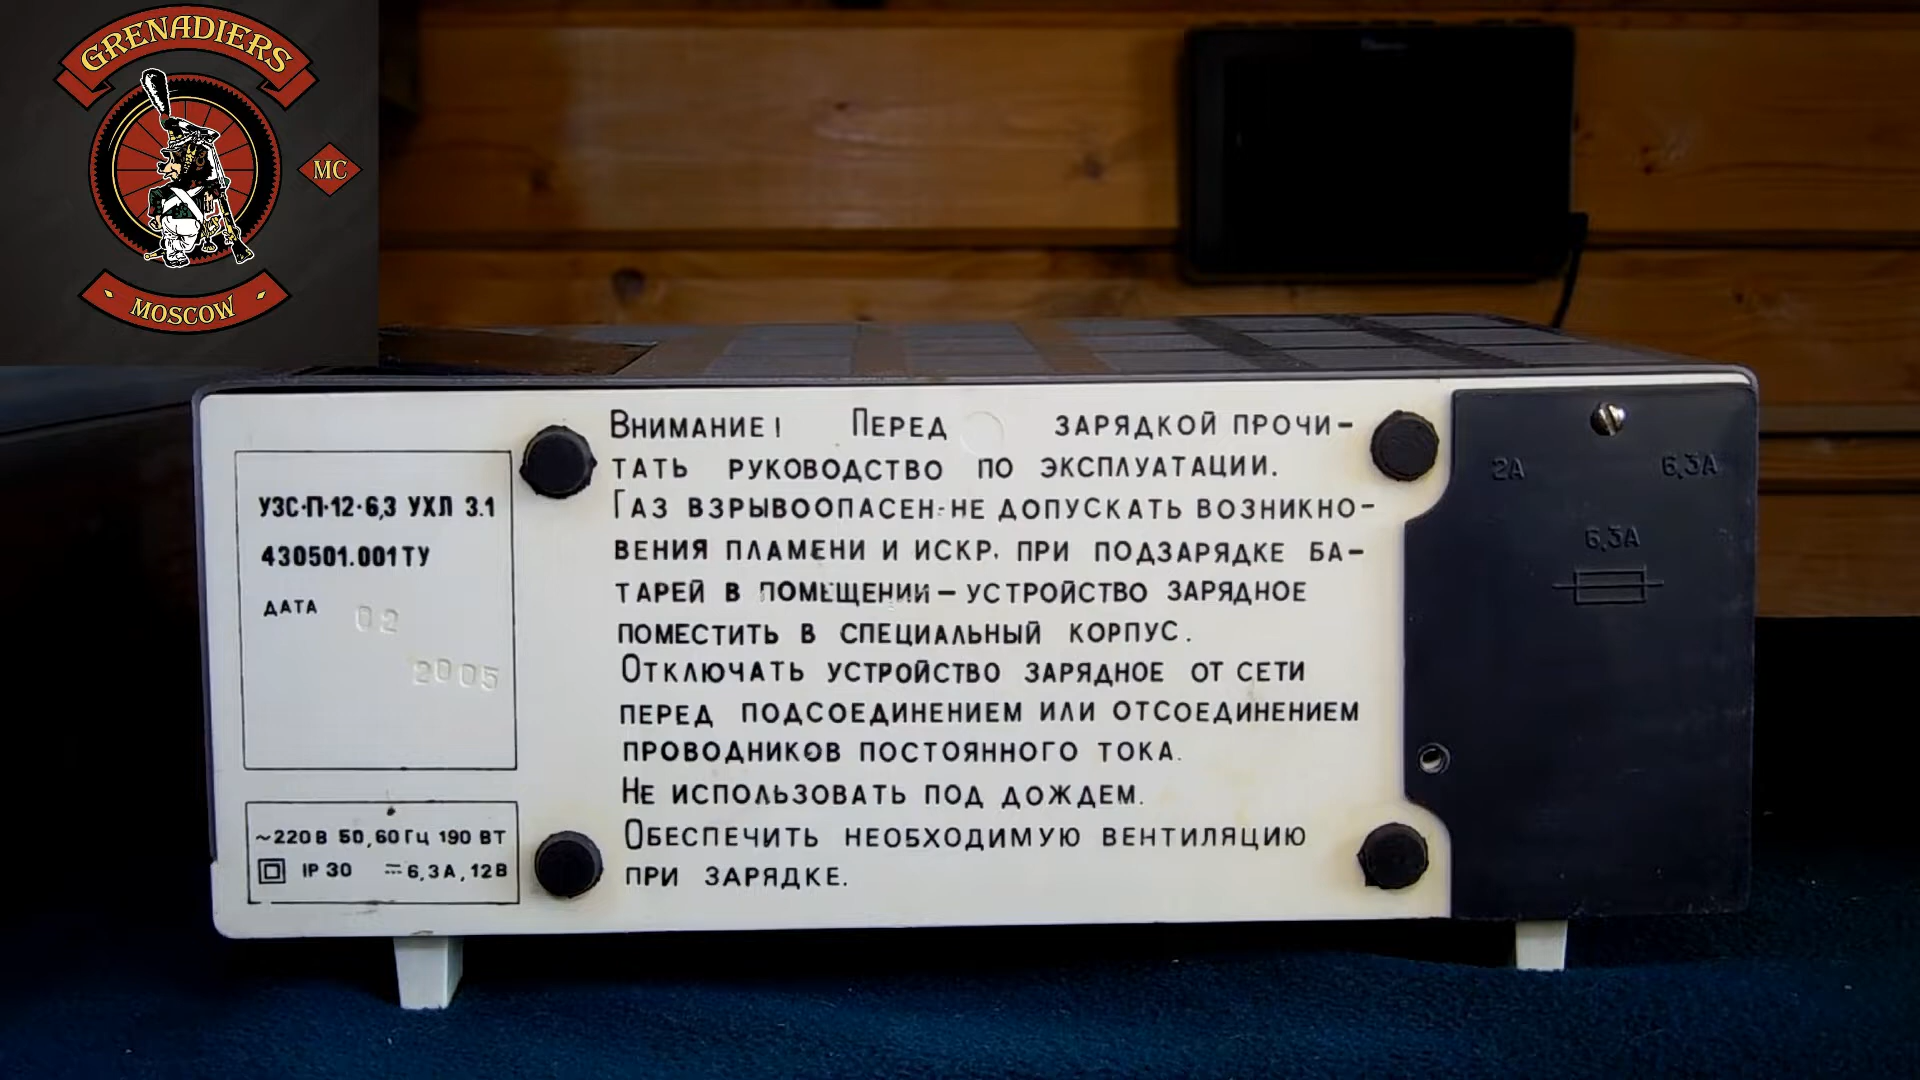 GRENADIERS
MC
MOSCOW
УЗС·П·12·6,3 УХЛ 3.1
430501.001 ТУ
ДАТА 02
2005
~220 В 50,60 Гц 190 ВТ
IP 30 6,3 А, 12 В
ВНИМАНИЕ! ПЕРЕД ЗАРЯДКОЙ ПРОЧИ-
ТАТЬ РУКОВОДСТВО ПО ЭКСПЛУАТАЦИИ.
ГАЗ ВЗРЫВООПАСЕН-НЕ ДОПУСКАТЬ ВОЗНИКНО-
ВЕНИЯ ПЛАМЕНИ И ИСКР. ПРИ ПОДЗАРЯДКЕ БА-
ТАРЕЙ В ПОМЕЩЕНИИ – УСТРОЙСТВО ЗАРЯДНОЕ
ПОМЕСТИТЬ В СПЕЦИАЛЬНЫЙ КОРПУС.
ОТКЛЮЧАТЬ УСТРОЙСТВО ЗАРЯДНОЕ ОТ СЕТИ
ПЕРЕД ПОДСОЕДИНЕНИЕМ ИЛИ ОТСОЕДИНЕНИЕМ
ПРОВОДНИКОВ ПОСТОЯННОГО ТОКА.
НЕ ИСПОЛЬЗОВАТЬ ПОД ДОЖДЕМ.
ОБЕСПЕЧИТЬ НЕОБХОДИМУЮ ВЕНТИЛЯЦИЮ
ПРИ ЗАРЯДКЕ.
2А 6,3А
6,3А